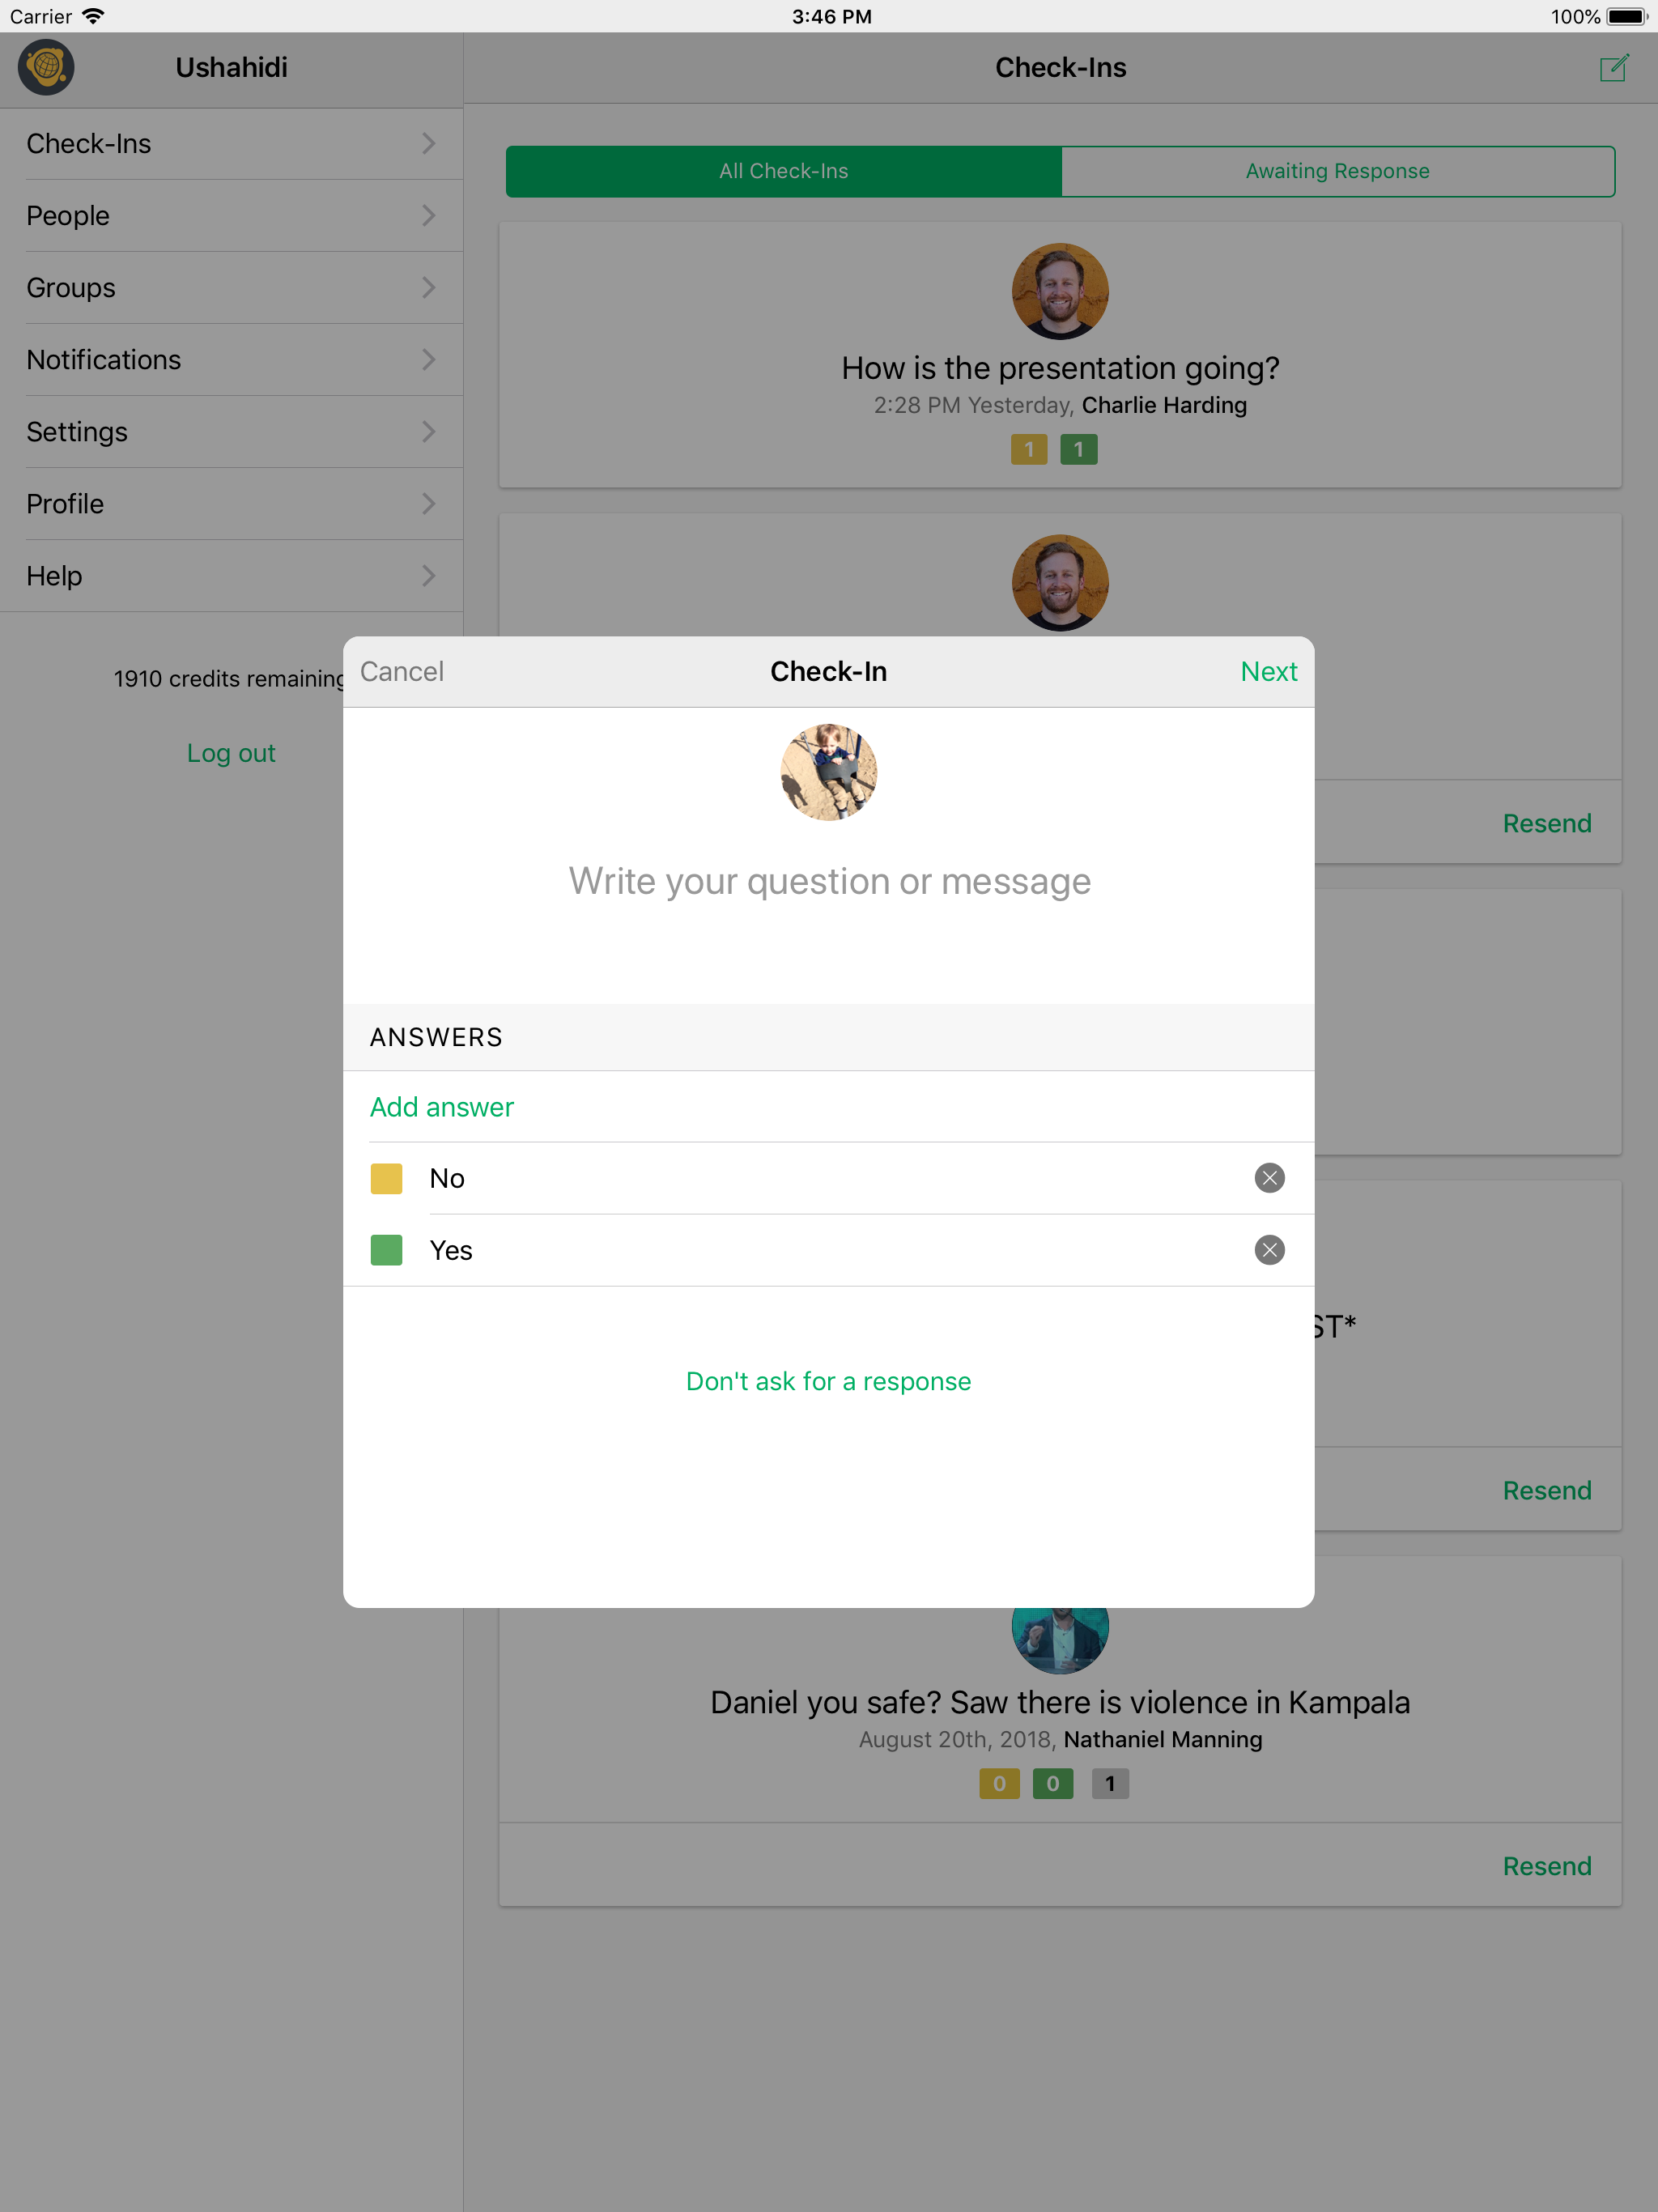 Carrier
3:46 PM
100%
Ushahidi
Check-Ins
Check-Ins
People
Groups
Notifications
Settings
Profile
Help
1910 credits remaining
Log out
All Check-Ins
Awaiting Response
How is the presentation going?
2:28 PM Yesterday, Charlie Harding
1 1
Resend
Cancel
Check-In
Next
Write your question or message
ANSWERS
Add answer
No
Yes
Don't ask for a response
ST*
Resend
Daniel you safe? Saw there is violence in Kampala
August 20th, 2018, Nathaniel Manning
0 0 1
Resend